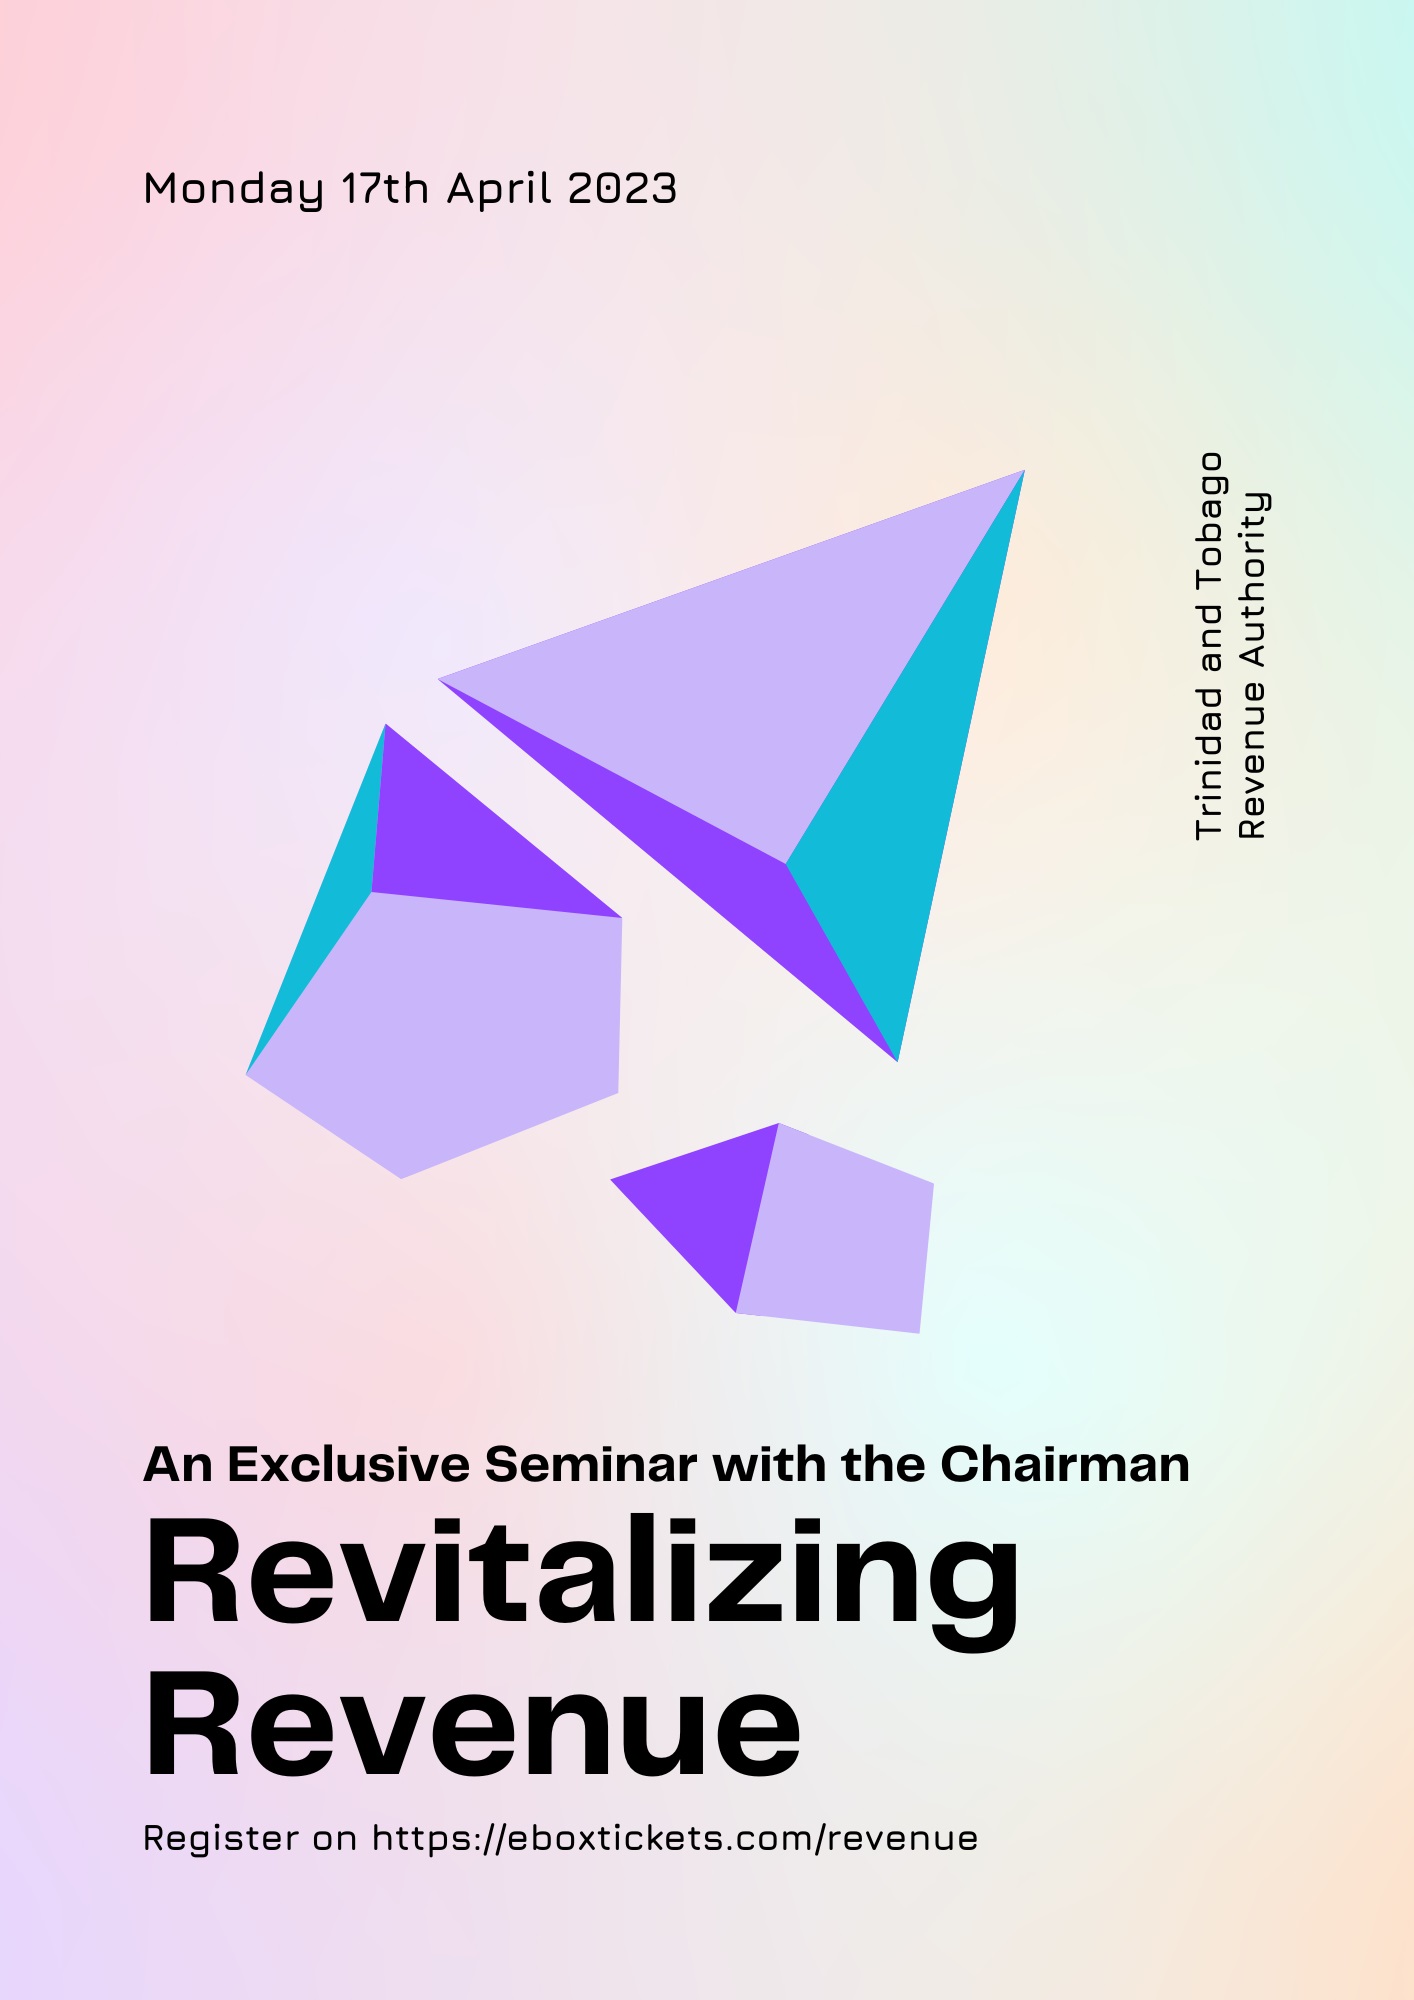 Monday 17th April 2023
Trinidad and Tobago
Revenue Authority
An Exclusive Seminar with the Chairman
Revitalizing
Revenue
Register on https://eboxtickets.com/revenue